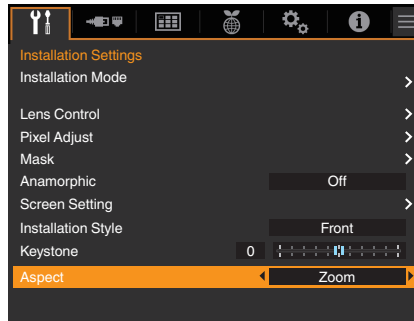 Installation Settings
Installation Mode
Lens Control
Pixel Adjust
Mask
Anamorphic Off
Screen Setting
Installation Style Front
Keystone 0
Aspect Zoom